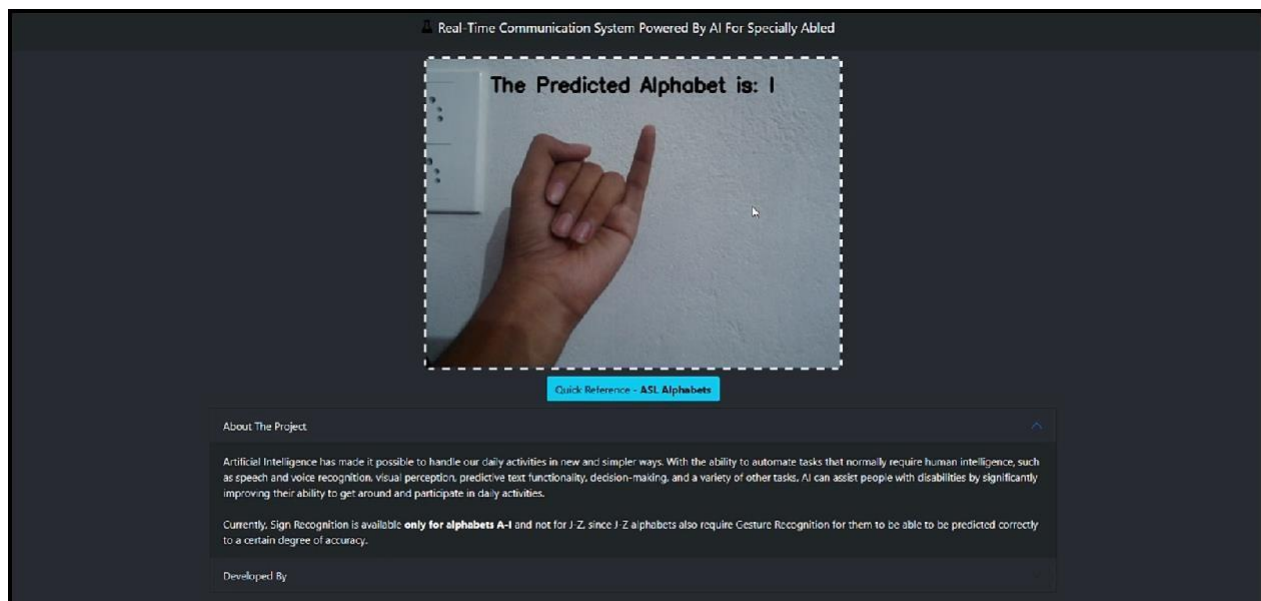 Real-Time Communication System Powered By AI For Specially Abled
The Predicted Alphabet is: I
Quick Reference - ASL Alphabets
About The Project
Artificial Intelligence has made it possible to handle our daily activities in new and simpler ways. With the ability to automate tasks that normally require human intelligence, such
as speech and voice recognition, visual perception, predictive text functionality, decision-making, and a variety of other tasks, AI can assist people with disabilities by significantly
improving their ability to get around and participate in daily activities.
Currently, Sign Recognition is available only for alphabets A-I and not for J-Z, since J-Z alphabets also require Gesture Recognition for them to be able to be predicted correctly
to a certain degree of accuracy.
Developed By